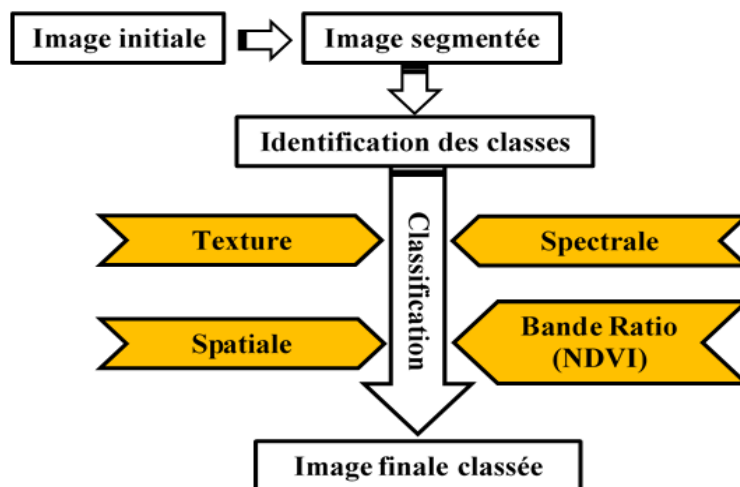 Image initiale
Image segmentée
Identification des classes
Classification
Texture
Spectrale
Spatiale
Bande Ratio
(NDVI)
Image finale classée